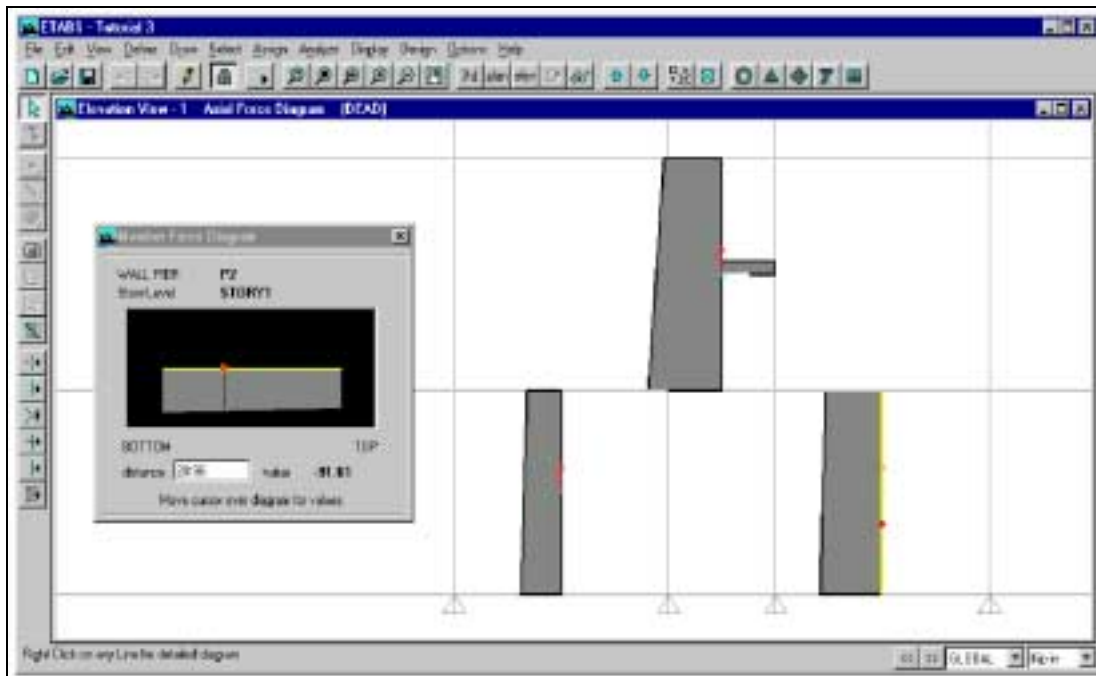 ETABS - Tutorial 3
File Edit View Define Draw Select Assign Analyze Display Design Options Help
Elevation View - 1 Axial Force Diagram (DEAD)
Member Force Diagram
WALL PIER P2
Story Level STORY1
BOTTOM TOP
distance value
Move cursor over diagram for values
Right Click on any Line for detailed diagram
GLOBAL Kip-in